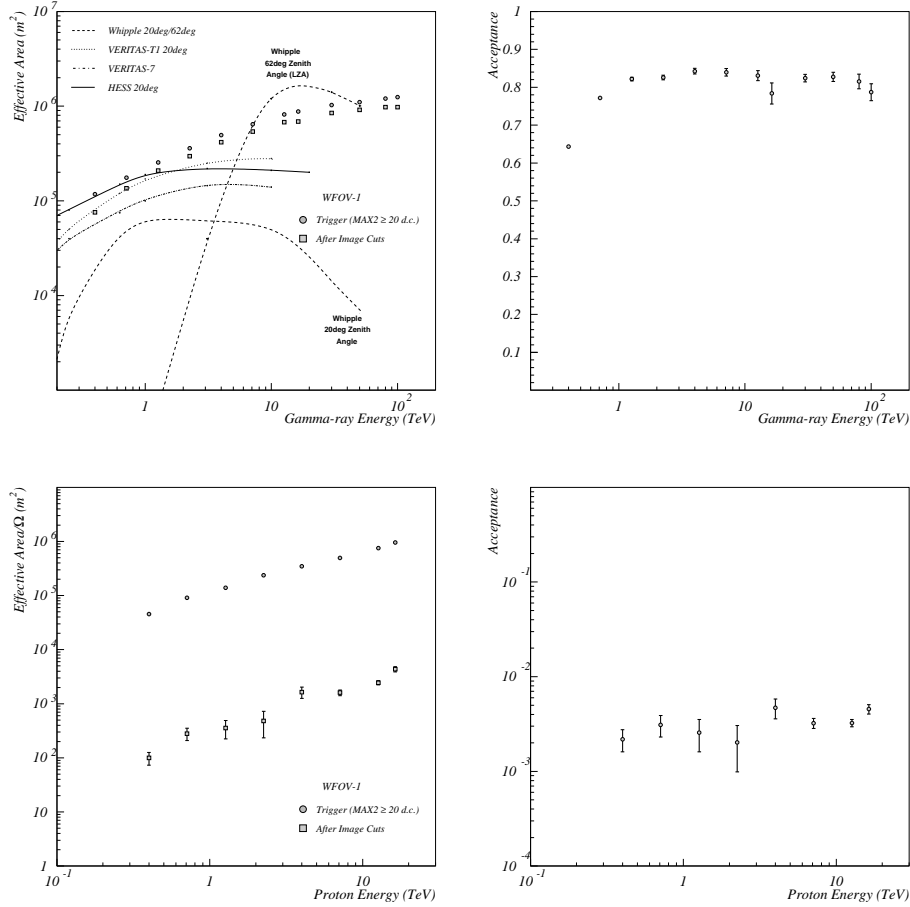 Effective Area (m2)
10 7
10 6
10 5
10 4
Whipple 20deg/62deg
VERITAS-T1 20deg
VERITAS-7
HESS 20deg
Whipple
62deg Zenith
Angle (LZA)
WFOV-1
Trigger (MAX2 ≥ 20 d.c.)
After Image Cuts
Whipple
20deg Zenith
Angle
1 10 10 2
Gamma-ray Energy (TeV)
Acceptance
1
0.9
0.8
0.7
0.6
0.5
0.4
0.3
0.2
0.1
1 10 10 2
Gamma-ray Energy (TeV)
Effective Area/Ω (m2)
10 6
10 5
10 4
10 3
10 2
10
1
WFOV-1
Trigger (MAX2 ≥ 20 d.c.)
After Image Cuts
10 -1 1 10
Proton Energy (TeV)
Acceptance
10 -1
10 -2
10 -3
10 -4
10 -1 1 10
Proton Energy (TeV)